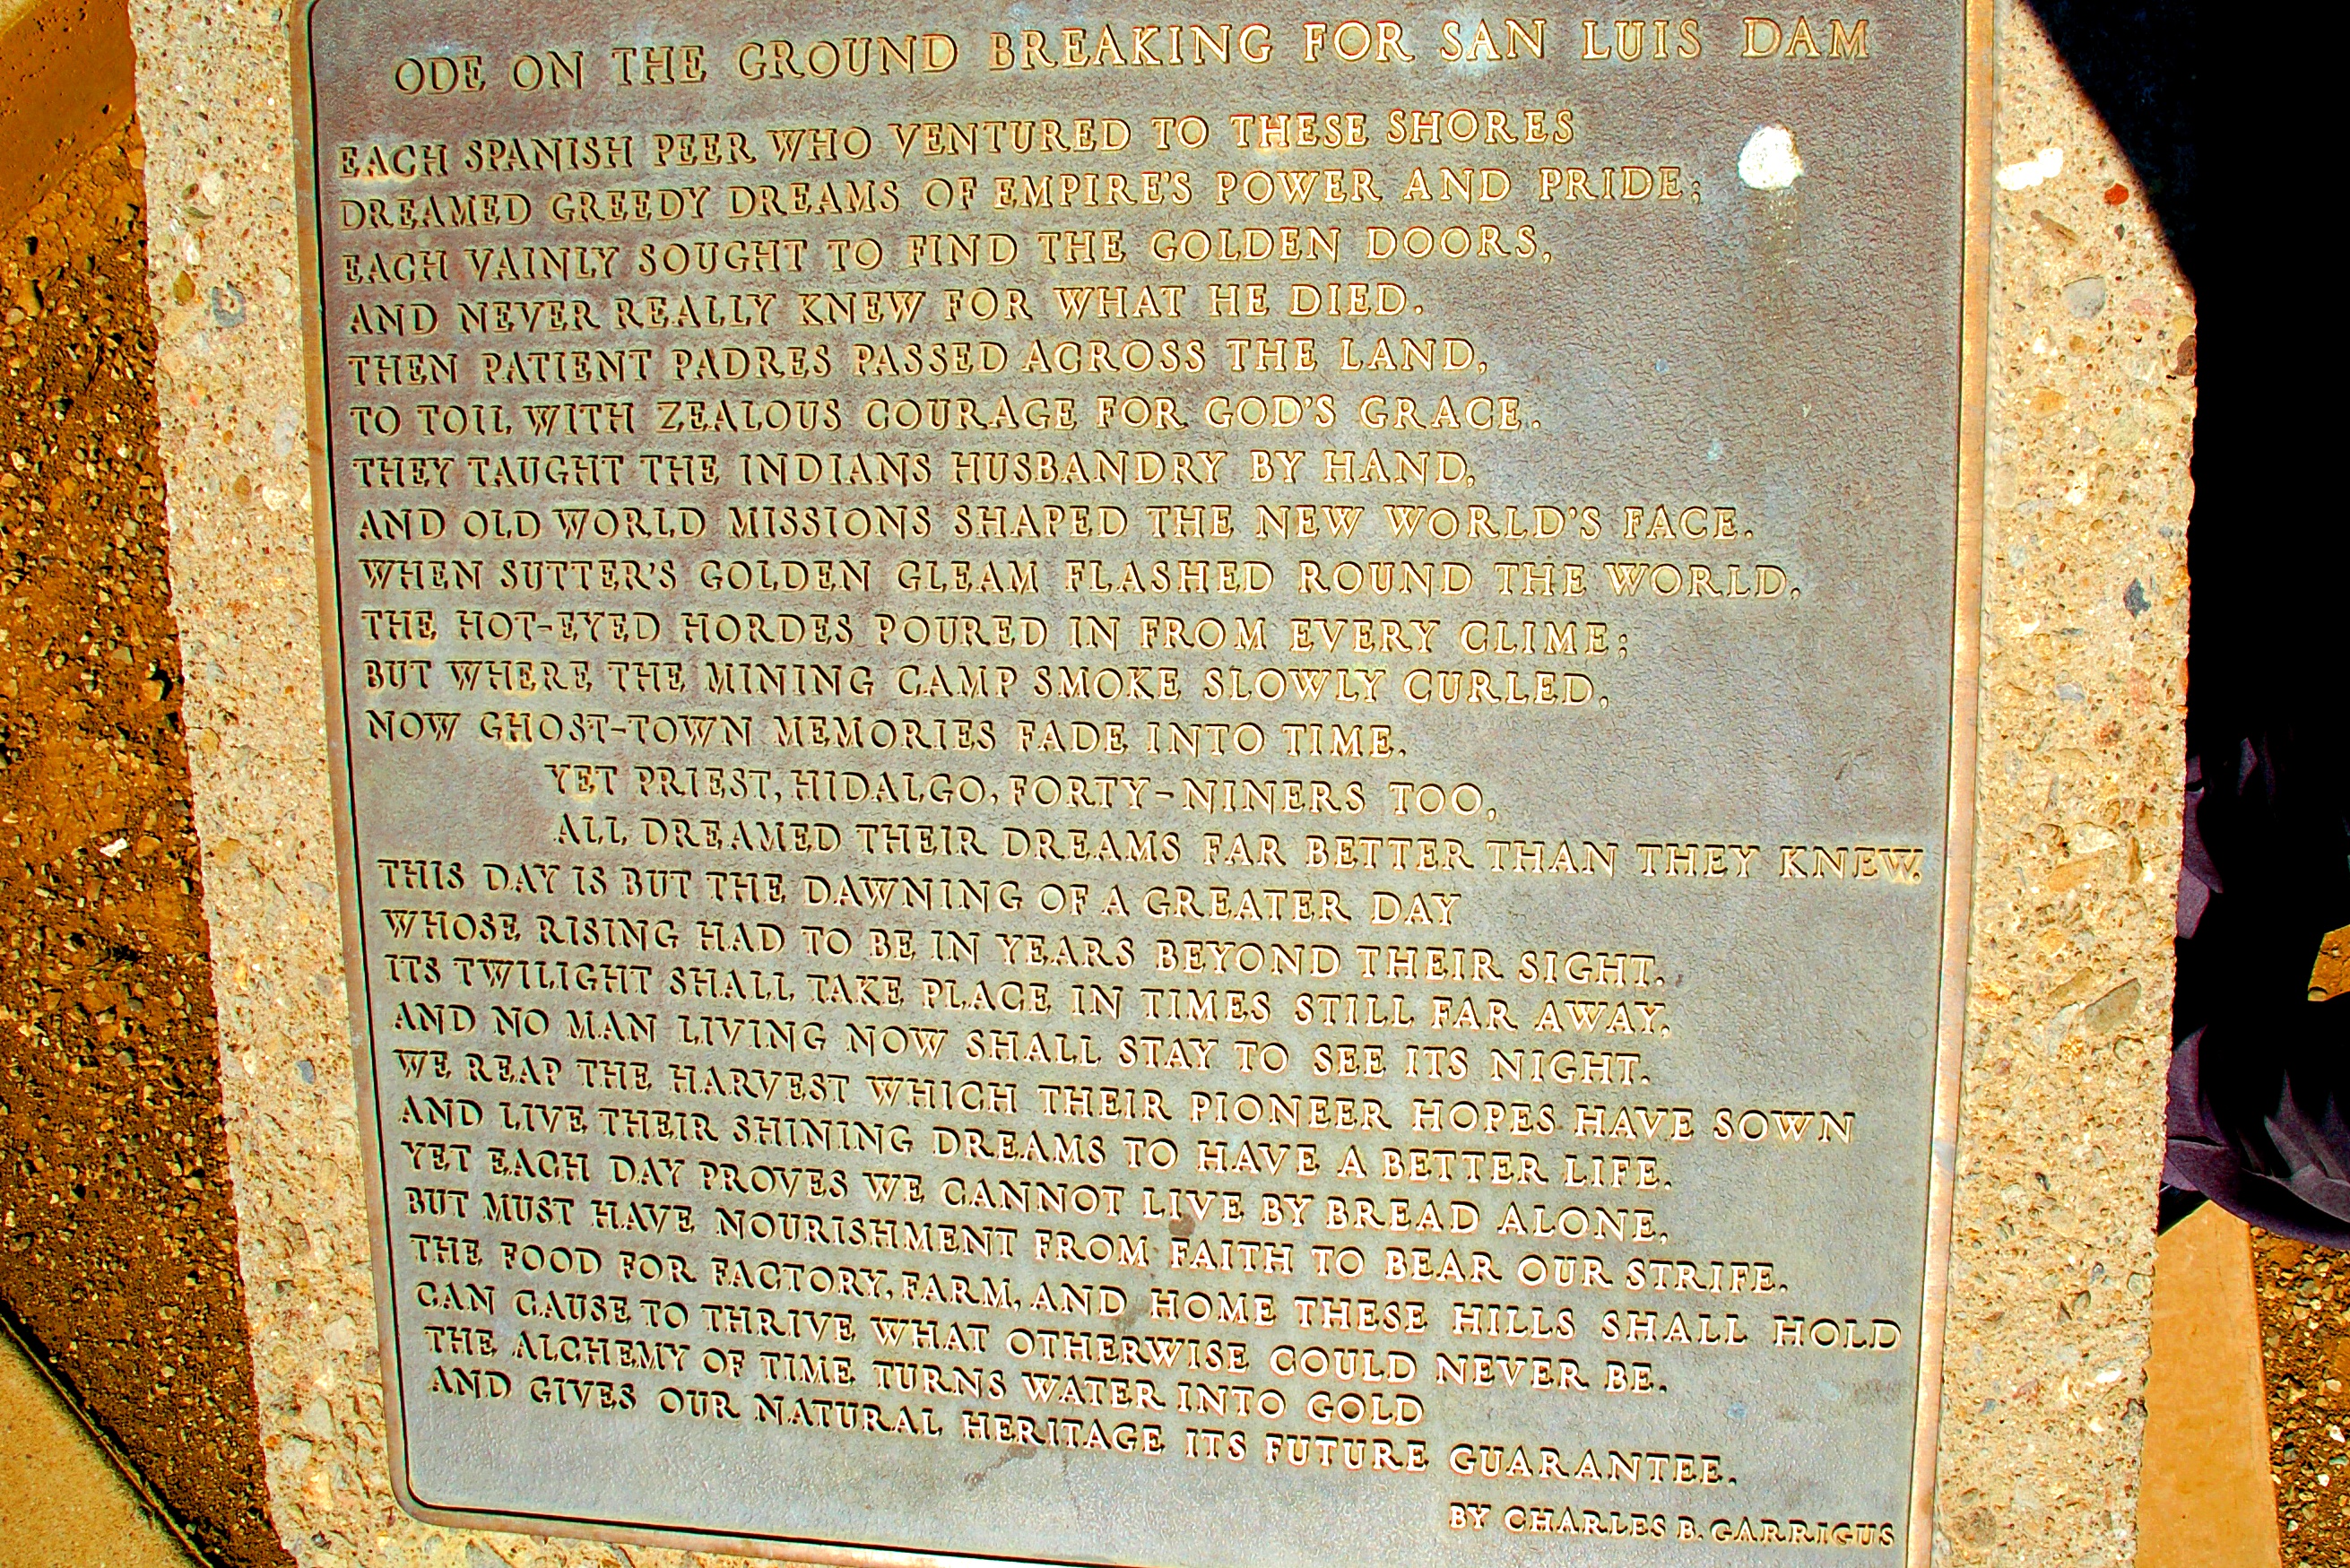 ODE ON THE GROUND BREAKING FOR SAN LUIS DAM
EACH SPANISH PEER WHO VENTURED TO THESE SHORES
DREAMED GREEDY DREAMS OF EMPIRE'S POWER AND PRIDE;
EACH VAINLY SOUGHT TO FIND THE GOLDEN DOORS,
AND NEVER REALLY KNEW FOR WHAT HE DIED.
THEN PATIENT PADRES PASSED ACROSS THE LAND,
TO TOIL WITH ZEALOUS COURAGE FOR GOD'S GRACE.
THEY TAUGHT THE INDIANS HUSBANDRY BY HAND,
AND OLD WORLD MISSIONS SHAPED THE NEW WORLD'S FACE.
WHEN SUTTER'S GOLDEN GLEAM FLASHED ROUND THE WORLD,
THE HOT-EYED HORDES POURED IN FROM EVERY CLIME;
BUT WHERE THE MINING CAMP SMOKE SLOWLY CURLED,
NOW GHOST-TOWN MEMORIES FADE INTO TIME.
YET PRIEST, HIDALGO, FORTY-NINERS TOO,
ALL DREAMED THEIR DREAMS FAR BETTER THAN THEY KNEW.
THIS DAY IS BUT THE DAWNING OF A GREATER DAY
WHOSE RISING HAD TO BE IN YEARS BEYOND THEIR SIGHT.
ITS TWILIGHT SHALL TAKE PLACE IN TIMES STILL FAR AWAY,
AND NO MAN LIVING NOW SHALL STAY TO SEE ITS NIGHT.
WE REAP THE HARVEST WHICH THEIR PIONEER HOPES HAVE SOWN
AND LIVE THEIR SHINING DREAMS TO HAVE A BETTER LIFE.
YET EACH DAY PROVES WE CANNOT LIVE BY BREAD ALONE,
BUT MUST HAVE NOURISHMENT FROM FAITH TO BEAR OUR STRIFE.
THE FOOD FOR FACTORY, FARM, AND HOME THESE HILLS SHALL HOLD
CAN CAUSE TO THRIVE WHAT OTHERWISE COULD NEVER BE.
THE ALCHEMY OF TIME TURNS WATER INTO GOLD
AND GIVES OUR NATURAL HERITAGE ITS FUTURE GUARANTEE.
BY CHARLES B. GARRIGUS